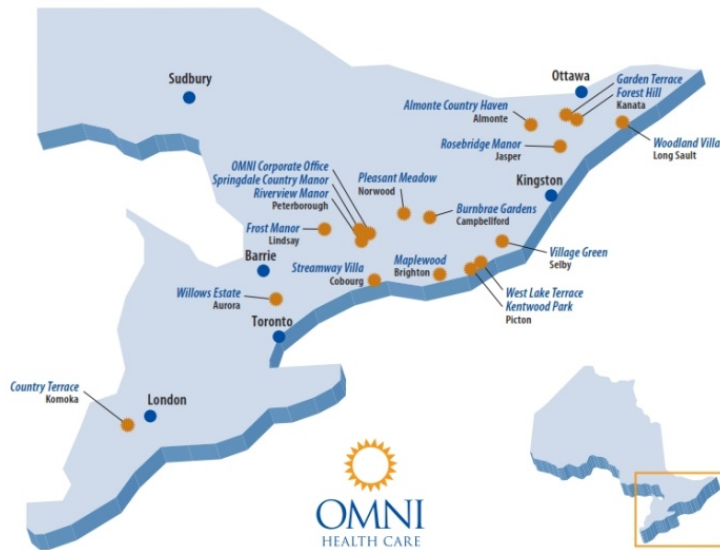 Sudbury
Ottawa
Garden Terrace
Forest Hill
Kanata
Almonte Country Haven
Almonte
Woodland Villa
Long Sault
Rosebridge Manor
Jasper
OMNI Corporate Office
Springdale Country Manor
Riverview Manor
Peterborough
Pleasant Meadow
Norwood
Kingston
Burnbrae Gardens
Campbellford
Frost Manor
Lindsay
Village Green
Selby
Barrie
Streamway Villa
Cobourg
Maplewood
Brighton
Willows Estate
Aurora
West Lake Terrace
Kentwood Park
Picton
Toronto
Country Terrace
Komoka
London
OMNI
HEALTH CARE